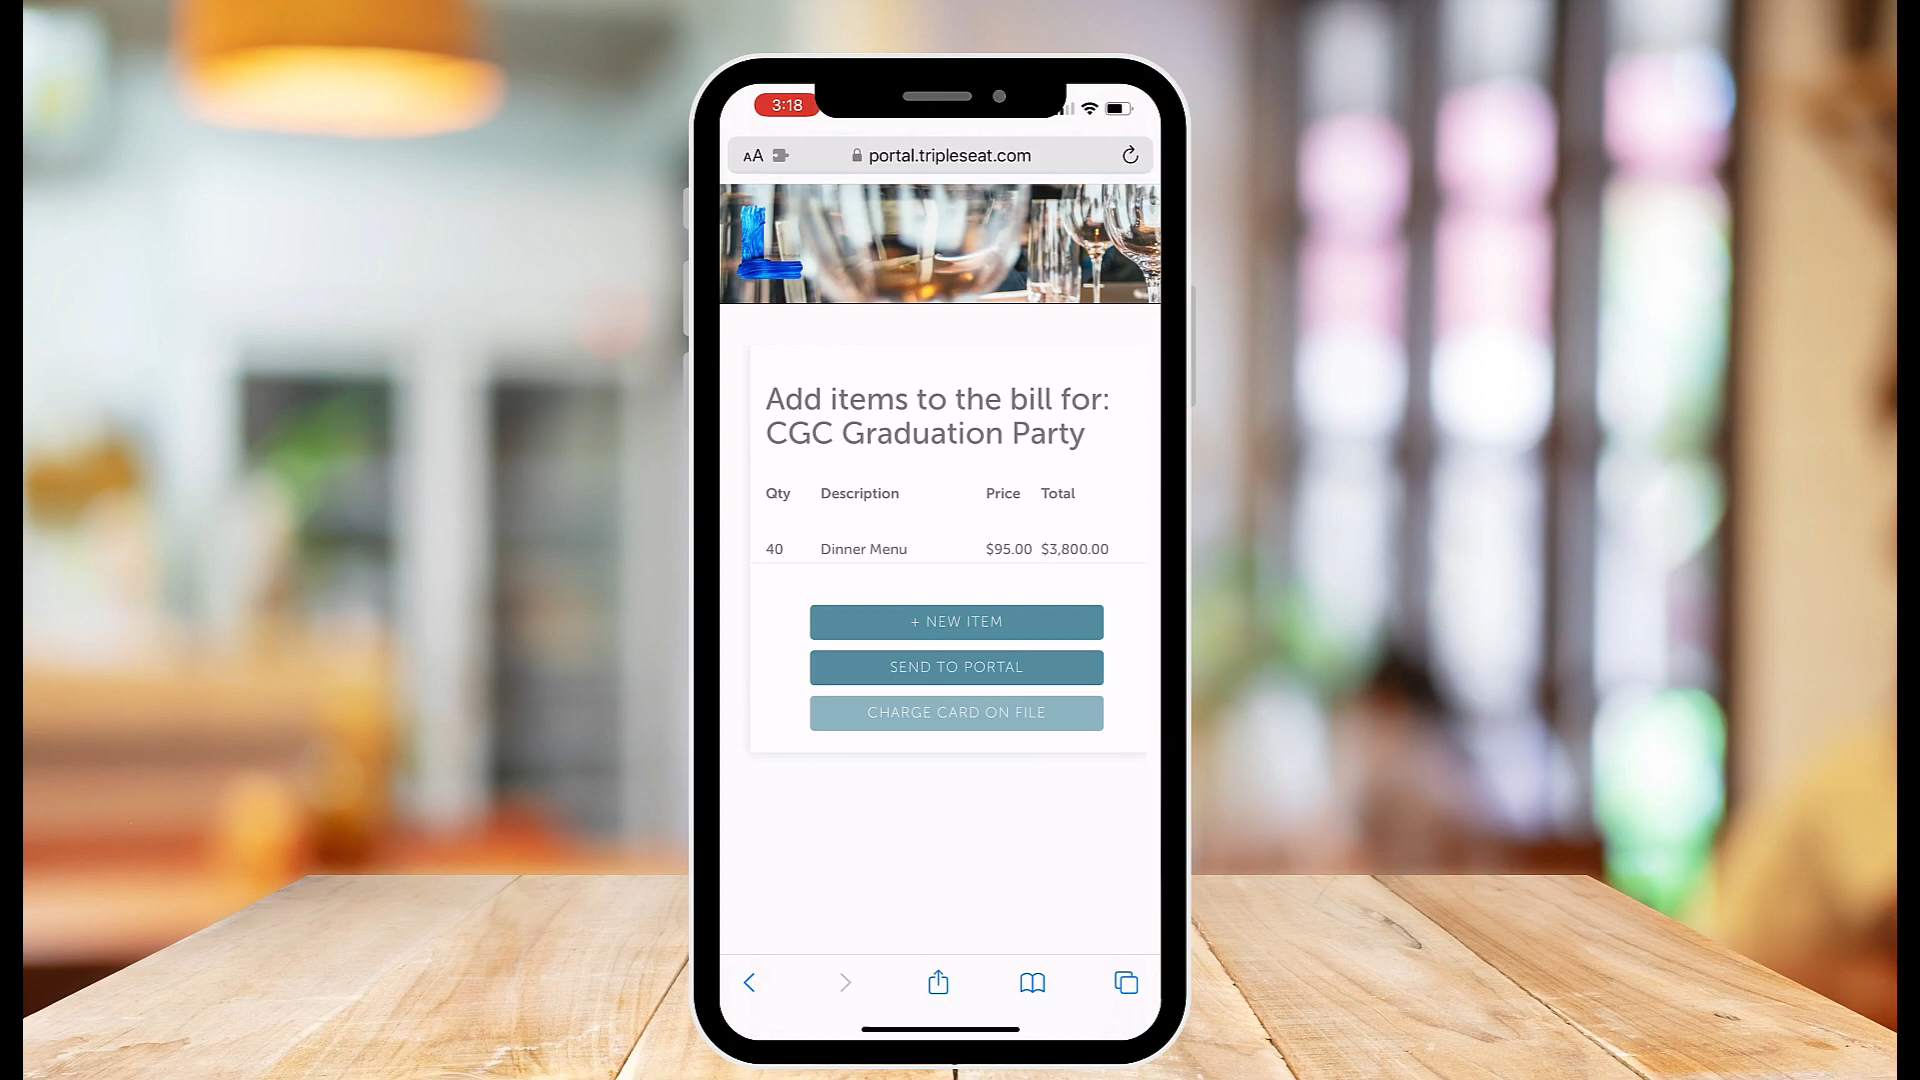 3:18
AA portal.tripleseat.com
L
Add items to the bill for:
CGC Graduation Party
Qty Description Price Total
40 Dinner Menu $95.00 $3,800.00
+ NEW ITEM
SEND TO PORTAL
CHARGE CARD ON FILE